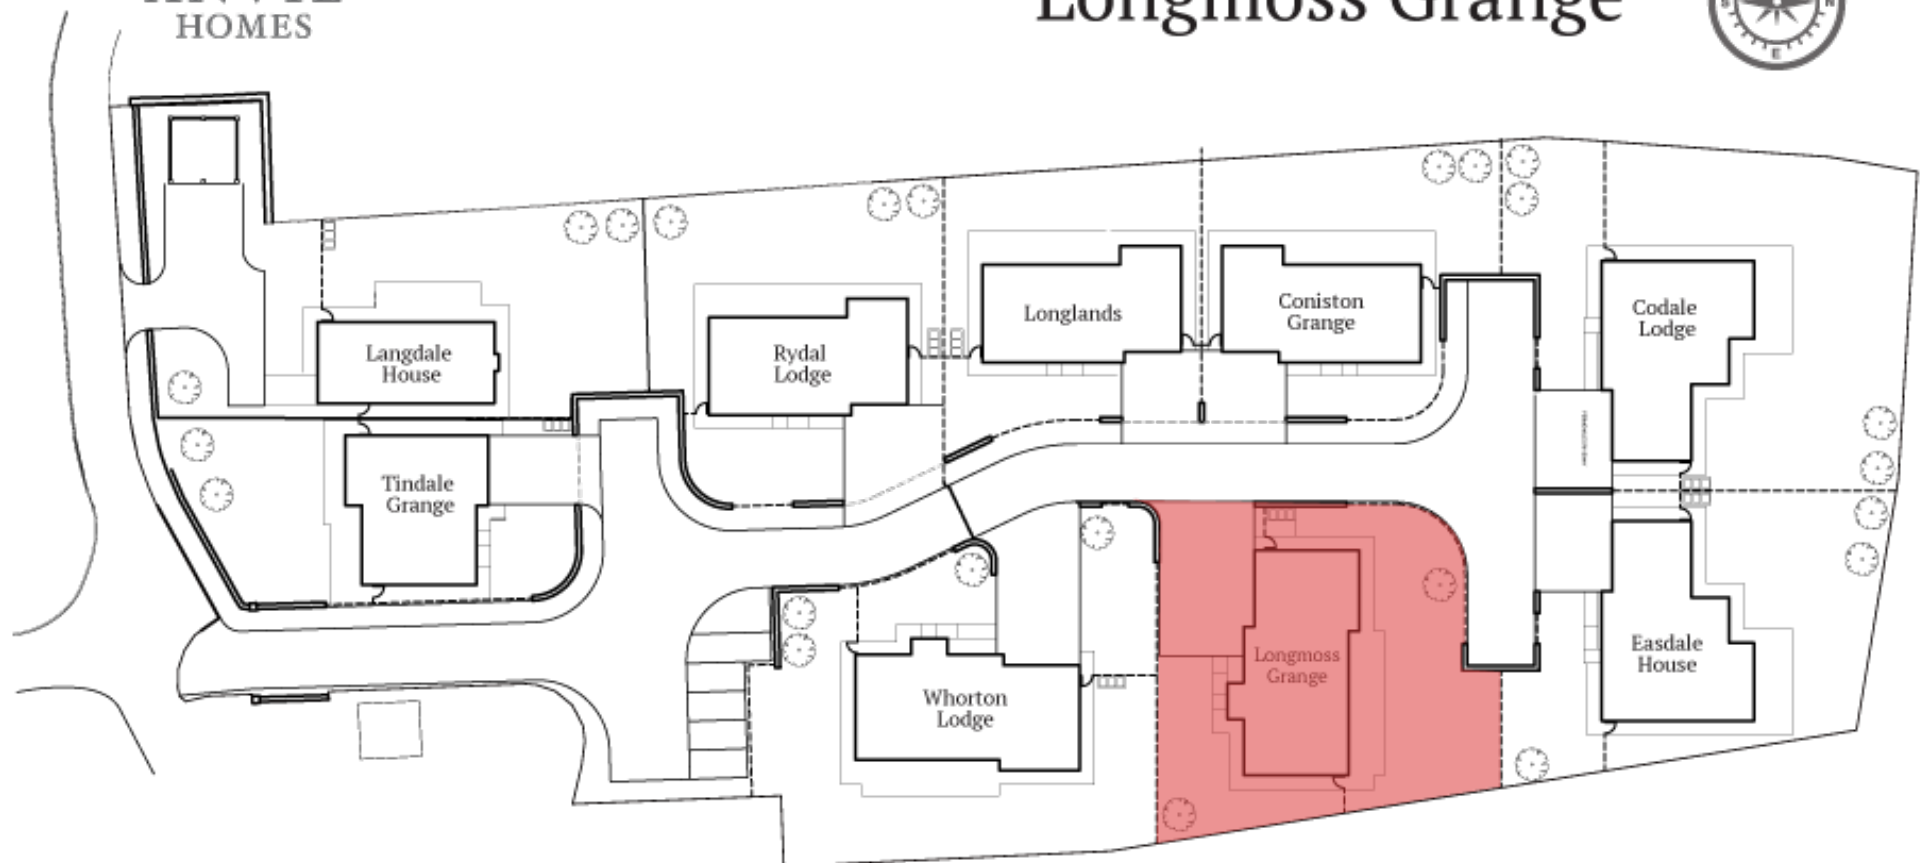 HOMES
Longmoss Grange
S
N
E
Longlands
Coniston
Grange
Codale
Lodge
Langdale
House
Rydal
Lodge
Tindale
Grange
Longmoss
Grange
Easdale
House
Whorton
Lodge